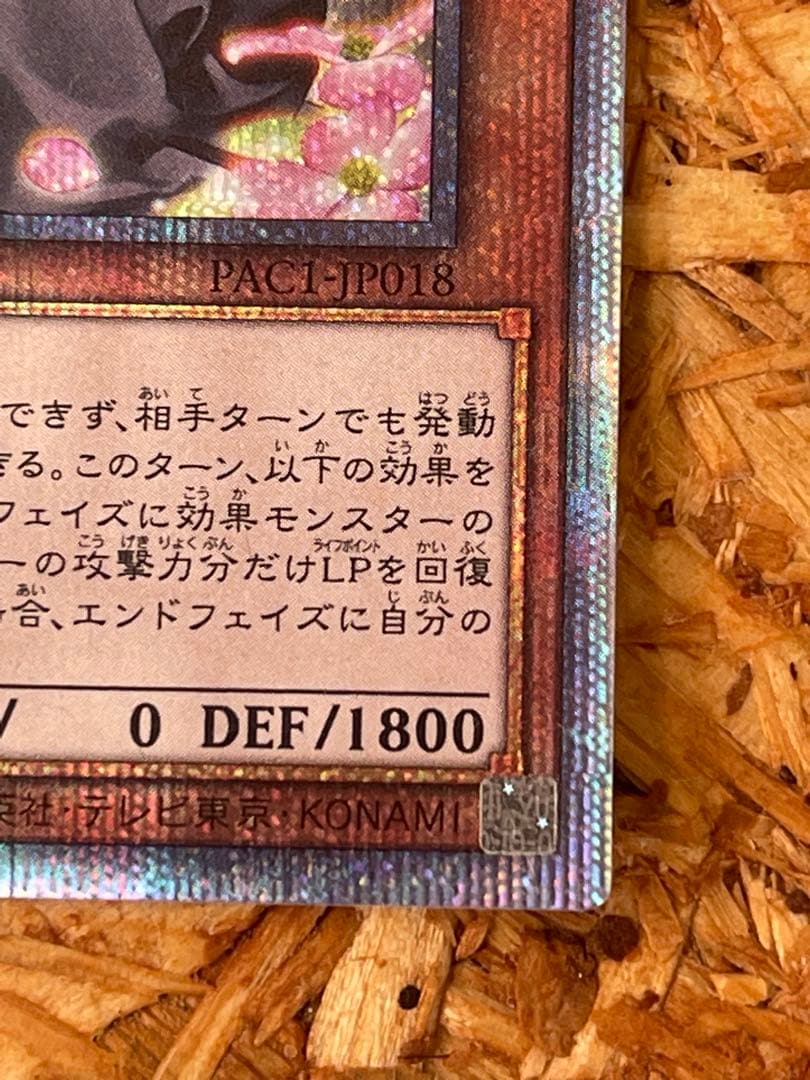 PAC1-JP018
できず、相手ターンでも発動
きる。このターン、以下の効果を
フェイズに効果モンスターの
ーの攻撃力分だけLPを回復
合、エンドフェイズに自分の
/ 0 DEF/1800
英社・テレビ東京・KONAMI